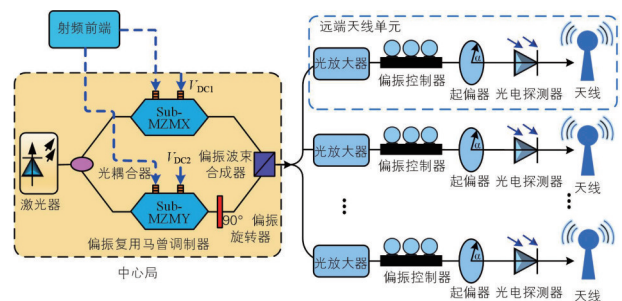 射频前端
V_DC1
Sub-
MZMX
激光器
光耦合器
V_DC2
Sub-
MZMY
90°
偏振
旋转器
偏振波束
合成器
偏振复用马曾调制器
中心局
远端天线单元
光放大器
偏振控制器
α
起偏器
光电探测器
天线
光放大器
偏振控制器
α
起偏器
光电探测器
天线
光放大器
偏振控制器
α
起偏器
光电探测器
天线